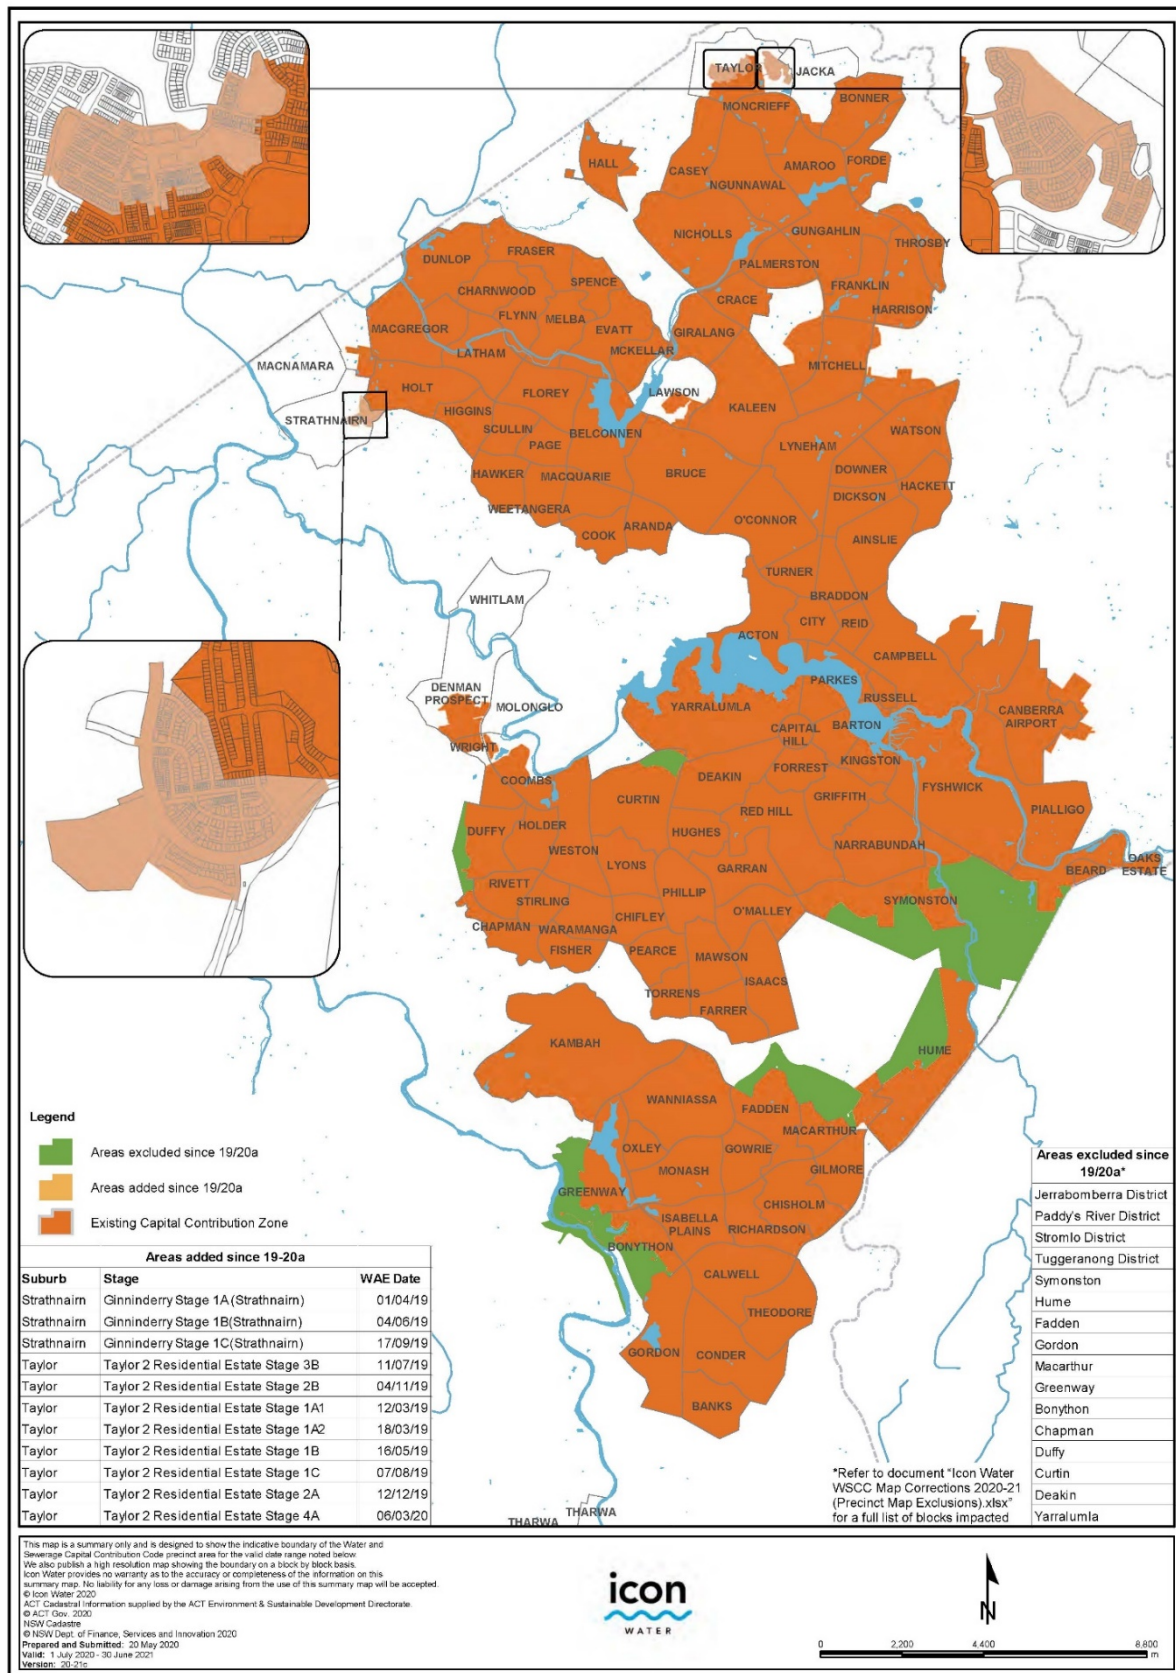 TAYLOR
JACKA
BONNER
MONCRIEFF
HALL
CASEY
AMAROO
FORDE
NGUNNAWAL
NICHOLLS
GUNGAHLIN
THROSBY
DUNLOP
FRASER
PALMERSTON
SPENCE
CHARNWOOD
FRANKLIN
CRACE
HARRISON
FLYNN
MELBA
EVATT
GIRALANG
MACGREGOR
MCKELLAR
LATHAM
MACNAMARA
MITCHELL
HOLT
FLOREY
LAWSON
KALEEN
HIGGINS
STRATHNAIRN
SCULLIN
BELCONNEN
WATSON
PAGE
LYNEHAM
HAWKER
MACQUARIE
BRUCE
DOWNER
HACKETT
DICKSON
WEETANGERA
O'CONNOR
ARANDA
COOK
AINSLIE
TURNER
WHITLAM
BRADDON
CITY
REID
ACTON
CAMPBELL
DENMAN
PROSPECT
PARKES
MOLONGLO
RUSSELL
YARRALUMLA
CANBERRA
AIRPORT
CAPITAL
HILL
BARTON
WRIGHT
KINGSTON
COOMBS
DEAKIN
FORREST
FYSHWICK
CURTIN
GRIFFITH
RED HILL
PIALLIGO
DUFFY
HOLDER
HUGHES
WESTON
NARRABUNDAH
LYONS
GARRAN
OAKS
ESTATE
BEARD
RIVETT
PHILLIP
STIRLING
SYMONSTON
CHIFLEY
O'MALLEY
CHAPMAN
WARAMANGA
FISHER
PEARCE
MAWSON
ISAACS
TORRENS
FARRER
KAMBAH
HUME
WANNIASSA
FADDEN
MACARTHUR
OXLEY
GOWRIE
MONASH
GILMORE
GREENWAY
CHISHOLM
ISABELLA
PLAINS
RICHARDSON
BONYTHON
CALWELL
THEODORE
GORDON
CONDER
BANKS
THARWA
THARWA
Legend
Areas excluded since 19/20a
Areas added since 19/20a
Existing Capital Contribution Zone
Areas added since 19-20a
Suburb Stage WAE Date
Strathnairn Ginninderry Stage 1A(Strathnairn) 01/04/19
Strathnairn Ginninderry Stage 1B(Strathnairn) 04/06/19
Strathnairn Ginninderry Stage 1C(Strathnairn) 17/09/19
Taylor Taylor 2 Residential Estate Stage 3B 11/07/19
Taylor Taylor 2 Residential Estate Stage 2B 04/11/19
Taylor Taylor 2 Residential Estate Stage 1A1 12/03/19
Taylor Taylor 2 Residential Estate Stage 1A2 18/03/19
Taylor Taylor 2 Residential Estate Stage 1B 16/05/19
Taylor Taylor 2 Residential Estate Stage 1C 07/08/19
Taylor Taylor 2 Residential Estate Stage 2A 12/12/19
Taylor Taylor 2 Residential Estate Stage 4A 06/03/20
Areas excluded since
19/20a*
Jerrabomberra District
Paddy's River District
Stromlo District
Tuggeranong District
Symonston
Hume
Fadden
Gordon
Macarthur
Greenway
Bonython
Chapman
Duffy
Curtin
Deakin
Yarralumla
*Refer to document "Icon Water
WSCC Map Corrections 2020-21
(Precinct Map Exclusions).xlsx"
for a full list of blocks impacted
This map is a summary only and is designed to show the indicative boundary of the Water and
Sewerage Capital Contribution Code precinct area for the valid date range noted below.
We also publish a high resolution map showing the boundary on a block by block basis.
Icon Water provides no warranty as to the accuracy or completeness of the information on this
summary map. No liability for any loss or damage arising from the use of this summary map will be accepted.
© Icon Water 2020
ACT Cadastral Information supplied by the ACT Environment & Sustainable Development Directorate.
© ACT Gov. 2020
NSW Cadastre
© NSW Dept. of Finance, Services and Innovation 2020
Prepared and Submitted: 20 May 2020
Valid: 1 July 2020 - 30 June 2021
Version: 20-21c
icon
WATER
N
0 2,200 4,400 8,800
m